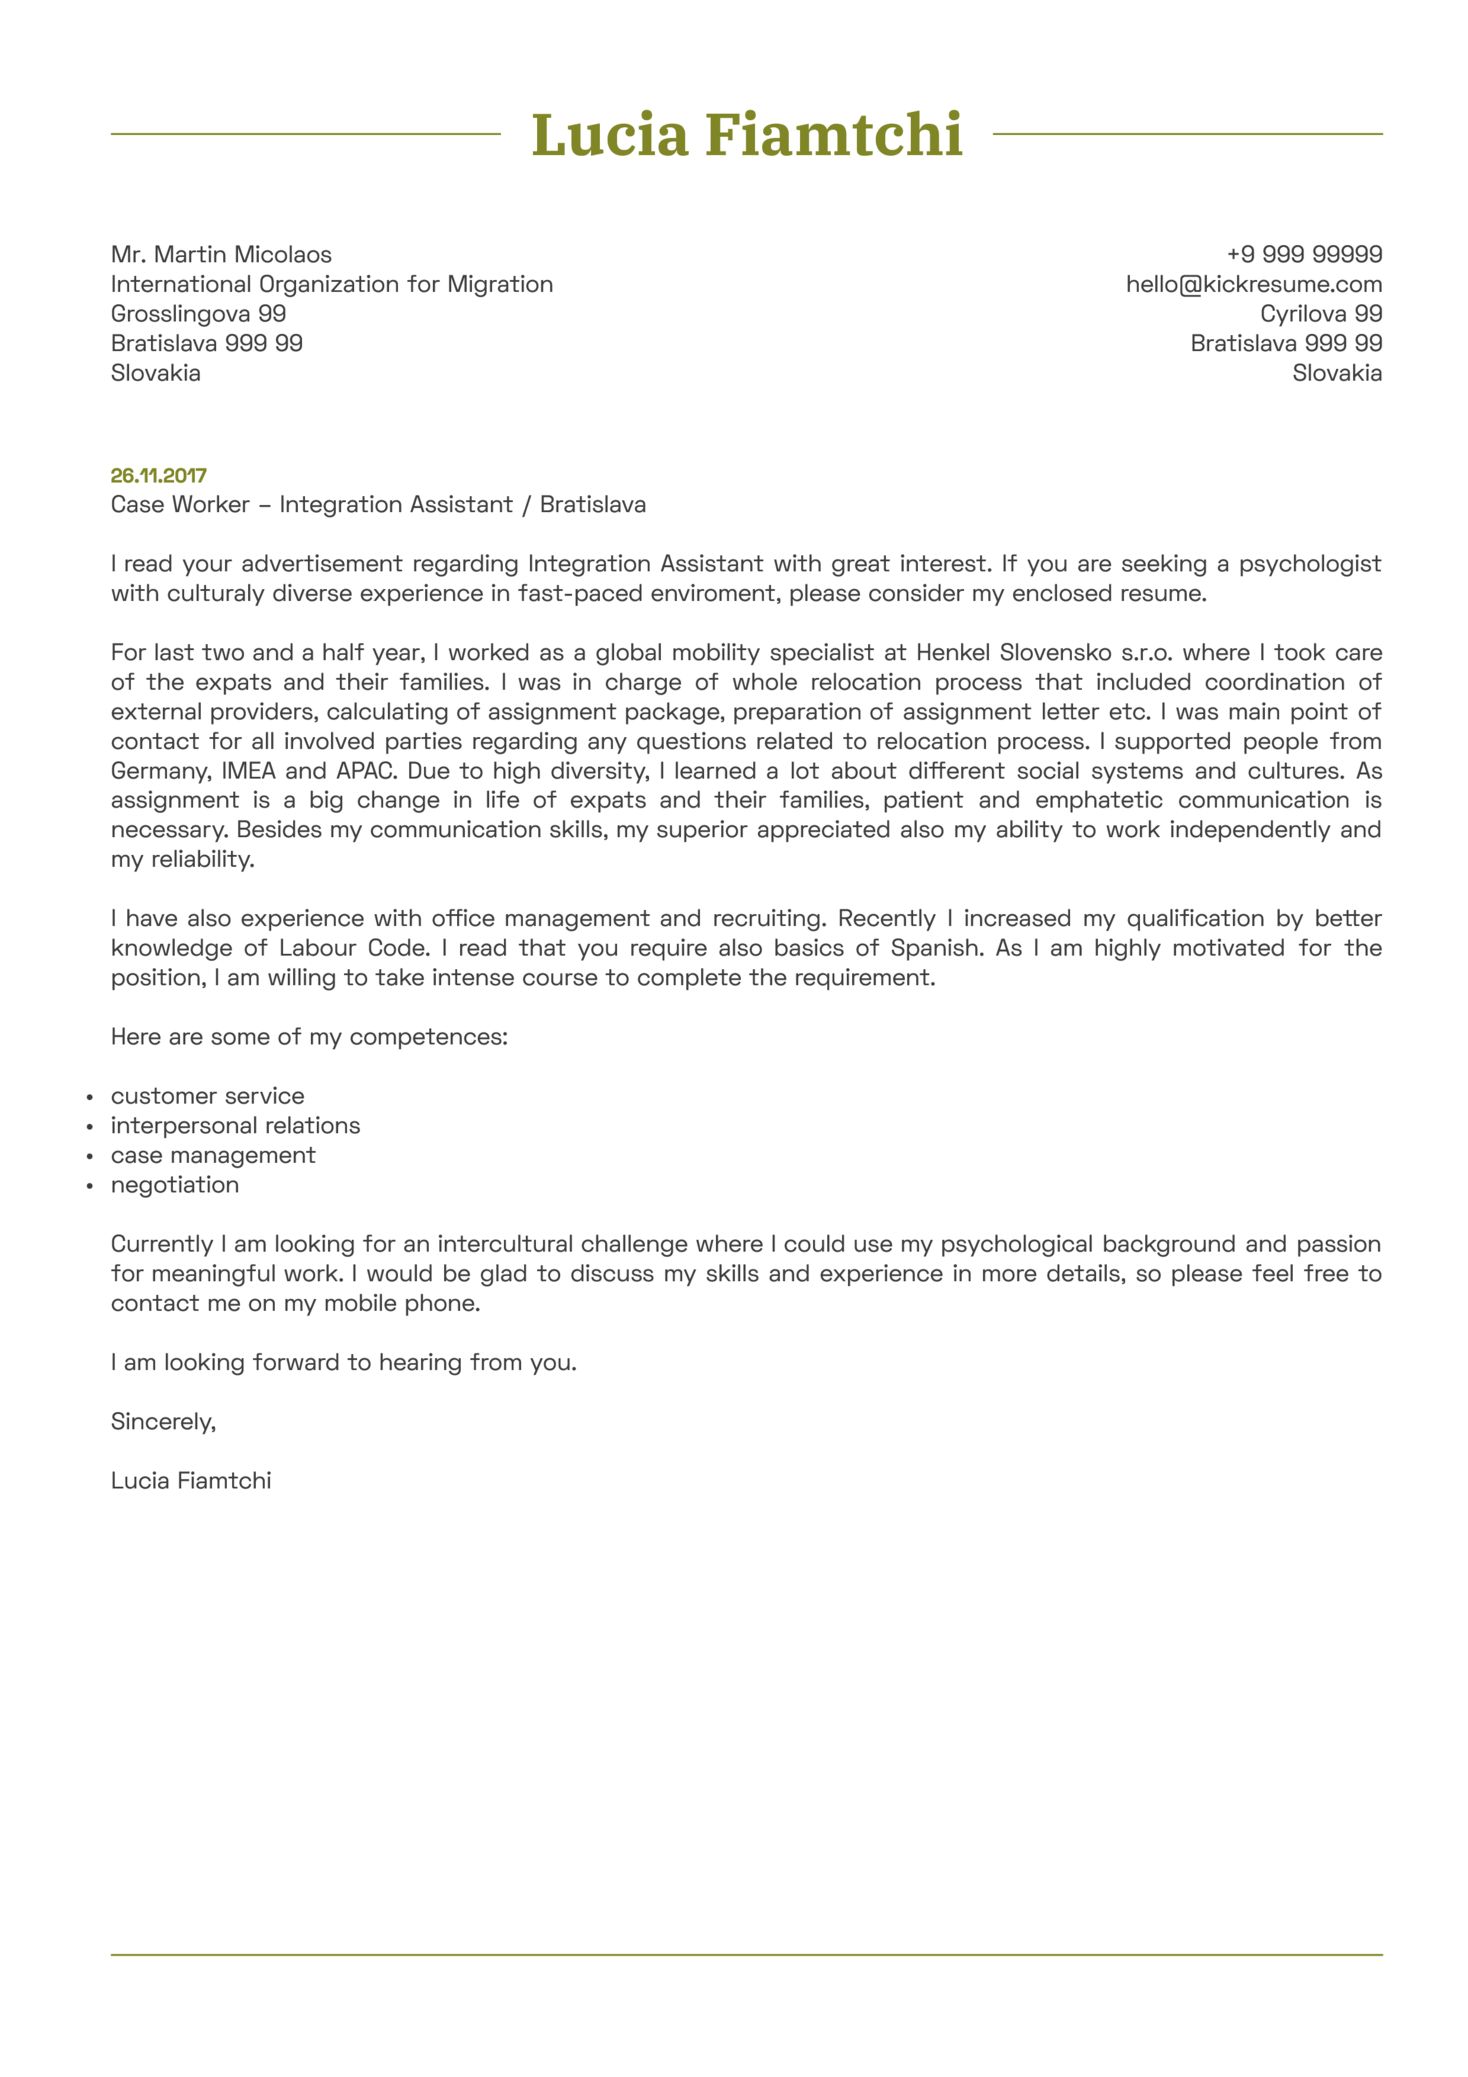 Lucia Fiamtchi
Mr. Martin Micolaos
International Organization for Migration
Grosslingova 99
Bratislava 999 99
Slovakia
+9 999 99999
hello@kickresume.com
Cyrilova 99
Bratislava 999 99
Slovakia
26.11.2017
Case Worker – Integration Assistant / Bratislava
I read your advertisement regarding Integration Assistant with great interest. If you are seeking a psychologist
with culturaly diverse experience in fast-paced enviroment, please consider my enclosed resume.
For last two and a half year, I worked as a global mobility specialist at Henkel Slovensko s.r.o. where I took care
of the expats and their families. I was in charge of whole relocation process that included coordination of
external providers, calculating of assignment package, preparation of assignment letter etc. I was main point of
contact for all involved parties regarding any questions related to relocation process. I supported people from
Germany, IMEA and APAC. Due to high diversity, I learned a lot about different social systems and cultures. As
assignment is a big change in life of expats and their families, patient and emphatetic communication is
necessary. Besides my communication skills, my superior appreciated also my ability to work independently and
my reliability.
I have also experience with office management and recruiting. Recently I increased my qualification by better
knowledge of Labour Code. I read that you require also basics of Spanish. As I am highly motivated for the
position, I am willing to take intense course to complete the requirement.
Here are some of my competences:
• customer service
• interpersonal relations
• case management
• negotiation
Currently I am looking for an intercultural challenge where I could use my psychological background and passion
for meaningful work. I would be glad to discuss my skills and experience in more details, so please feel free to
contact me on my mobile phone.
I am looking forward to hearing from you.
Sincerely,
Lucia Fiamtchi